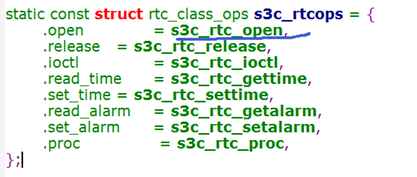 static const struct rtc_class_ops s3c_rtcops = {
.open = s3c_rtc_open,
.release = s3c_rtc_release,
.ioctl = s3c_rtc_ioctl,
.read_time = s3c_rtc_gettime,
.set_time = s3c_rtc_settime,
.read_alarm = s3c_rtc_getalarm,
.set_alarm = s3c_rtc_setalarm,
.proc = s3c_rtc_proc,
};